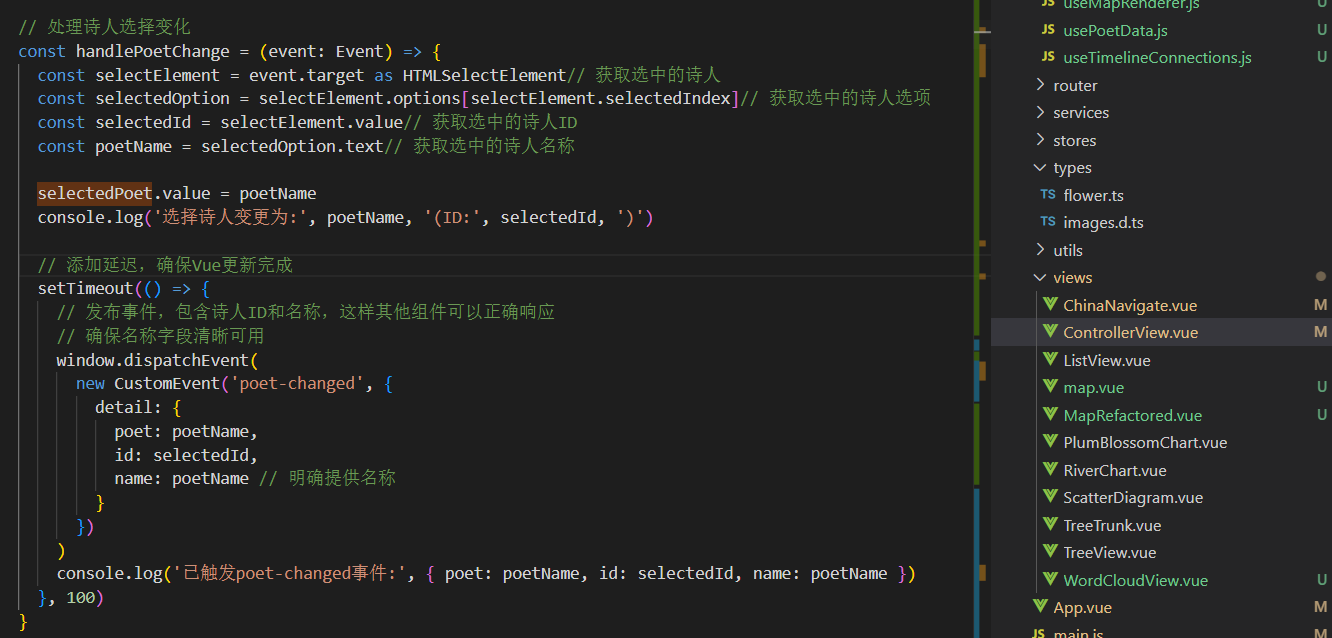 // 处理诗人选择变化
const handlePoetChange = (event: Event) => {
const selectElement = event.target as HTMLSelectElement// 获取选中的诗人
const selectedOption = selectElement.options[selectElement.selectedIndex]// 获取选中的诗人选项
const selectedId = selectElement.value// 获取选中的诗人ID
const poetName = selectedOption.text// 获取选中的诗人名称
selectedPoet.value = poetName
console.log('选择诗人变更为:', poetName, '(ID:', selectedId, ')')
// 添加延迟，确保Vue更新完成
setTimeout(() => {
// 发布事件，包含诗人ID和名称，这样其他组件可以正确响应
// 确保名称字段清晰可用
window.dispatchEvent(
new CustomEvent('poet-changed', {
detail: {
poet: poetName,
id: selectedId,
name: poetName // 明确提供名称
}
})
)
console.log('已触发poet-changed事件:', { poet: poetName, id: selectedId, name: poetName })
}, 100)
}
JS useMapRenderer.js U
JS usePoetData.js U
JS useTimelineConnections.js U
router
services
stores
types
TS flower.ts
TS images.d.ts
utils
views
ChinaNavigate.vue M
ControllerView.vue M
ListView.vue
map.vue U
MapRefactored.vue U
PlumBlossomChart.vue
RiverChart.vue
ScatterDiagram.vue
TreeTrunk.vue
TreeView.vue
WordCloudView.vue U
App.vue M
JS main.js M